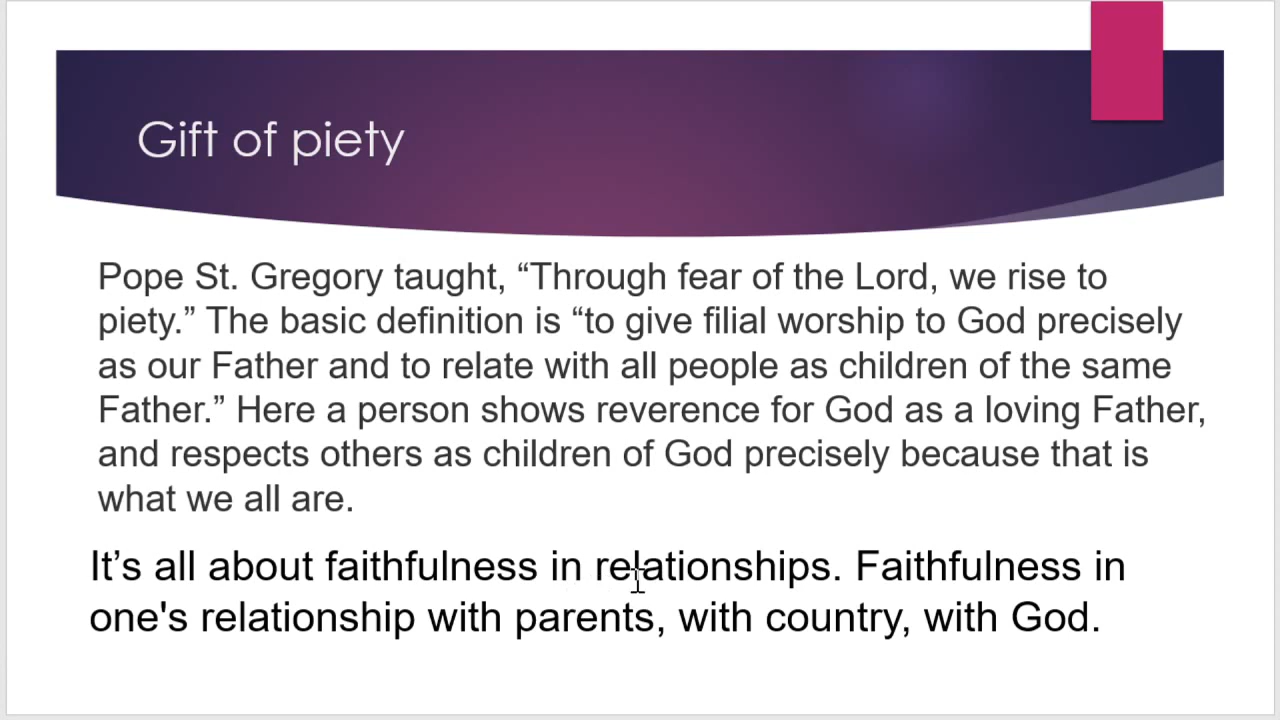 Gift of piety
Pope St. Gregory taught, “Through fear of the Lord, we rise to
piety.” The basic definition is “to give filial worship to God precisely
as our Father and to relate with all people as children of the same
Father.” Here a person shows reverence for God as a loving Father,
and respects others as children of God precisely because that is
what we all are.
It’s all about faithfulness in relationships. Faithfulness in
one's relationship with parents, with country, with God.